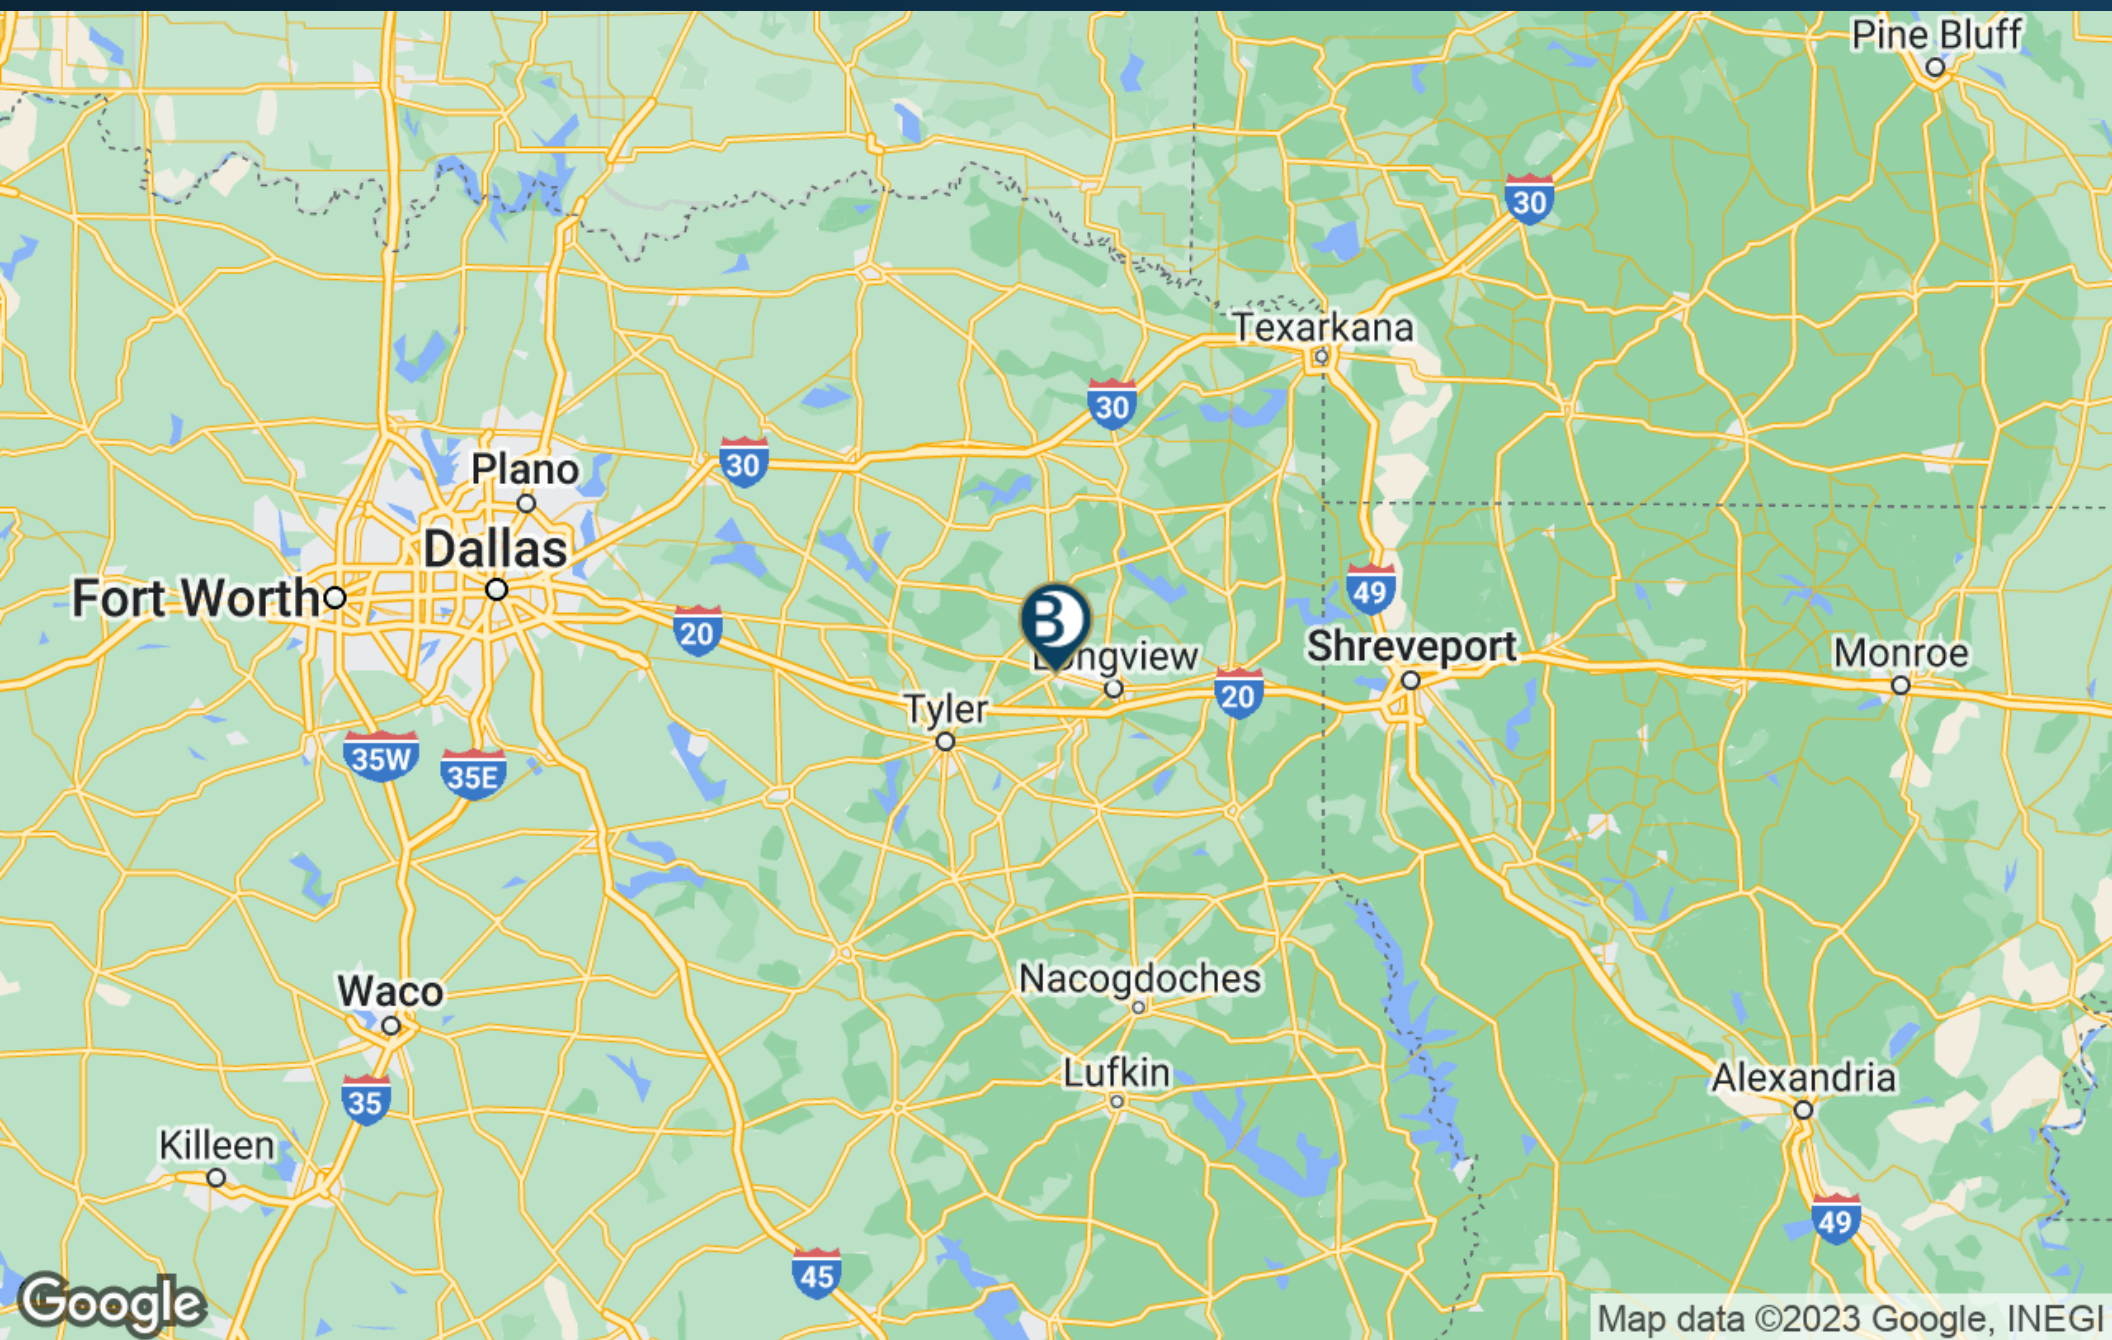 Pine Bluff
30
Texarkana
30
30
Plano
Dallas
Fort Worth
49
20
B
Longview
Shreveport
Monroe
20
Tyler
35W
35E
Waco
Nacogdoches
Lufkin
Alexandria
35
Killeen
49
45
Google
Map data ©2023 Google, INEGI